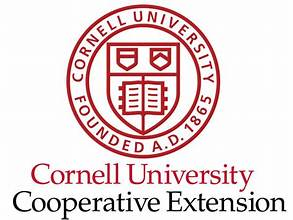 CORNELL UNIVERSITY
FOUNDED A.D. 1865
Cornell University
Cooperative Extension